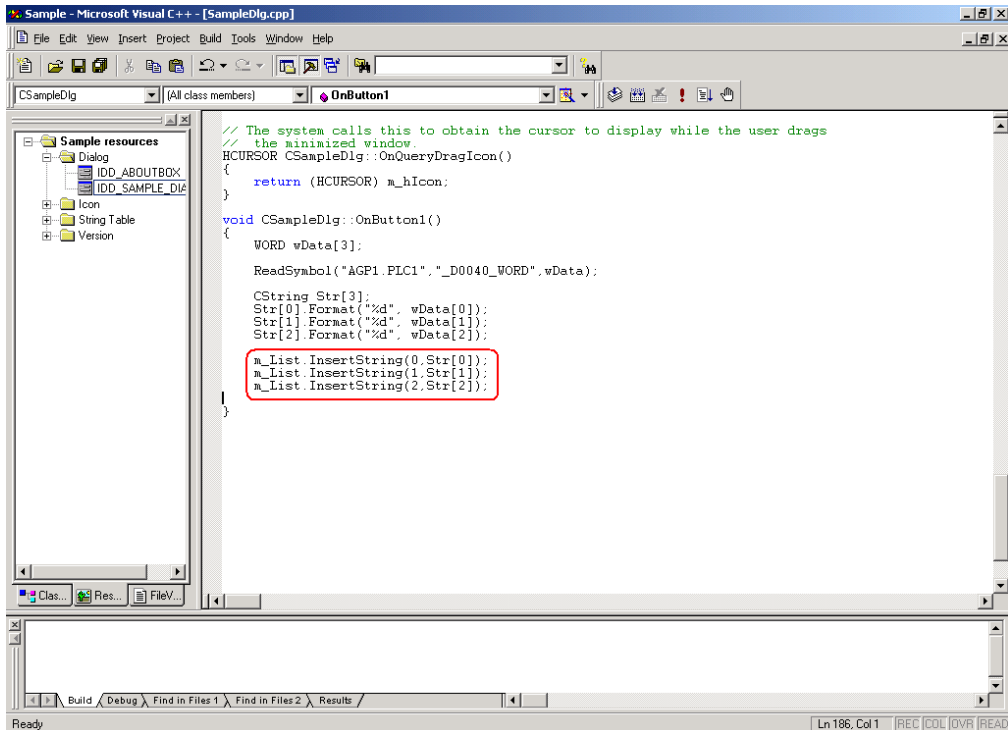 Sample - Microsoft Visual C++ - [SampleDlg.cpp]
File Edit View Insert Project Build Tools Window Help
CSampleDlg (All class members) OnButton1
Sample resources
Dialog
IDD_ABOUTBOX
IDD_SAMPLE_DIA
Icon
String Table
Version
Clas... Res... FileV...
// The system calls this to obtain the cursor to display while the user drags
//  the minimized window.
HCURSOR CSampleDlg::OnQueryDragIcon()
{
    return (HCURSOR) m_hIcon;
}
void CSampleDlg::OnButton1()
{
    WORD wData[3];
    ReadSymbol("AGP1.PLC1","_D0040_WORD",wData);
    CString Str[3];
    Str[0].Format("%d", wData[0]);
    Str[1].Format("%d", wData[1]);
    Str[2].Format("%d", wData[2]);
    m_List.InsertString(0,Str[0]);
    m_List.InsertString(1,Str[1]);
    m_List.InsertString(2,Str[2]);
}
Build Debug Find in Files 1 Find in Files 2 Results
Ready Ln 186, Col 1 REC COL OVR READ